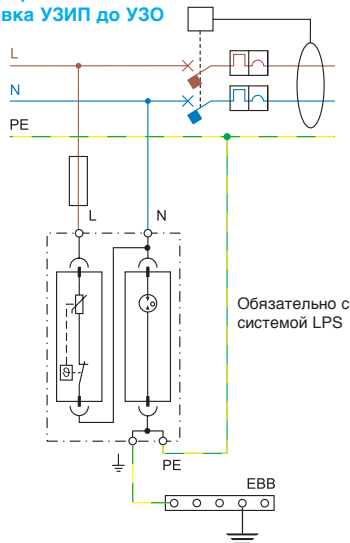 вка УЗИП до УЗО
L
N
PE
L
N
Обязательно с
системой LPS
PE
EBB